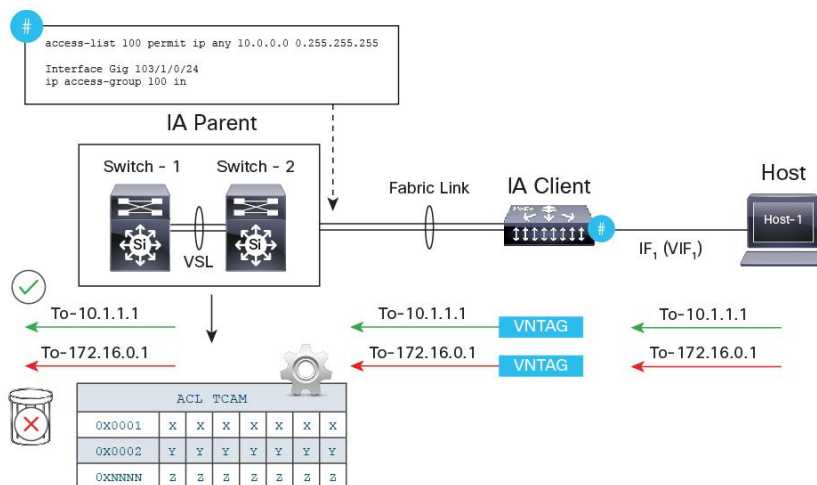 #
access-list 100 permit ip any 10.0.0.0 0.255.255.255
Interface Gig 103/1/0/24
ip access-group 100 in
IA Parent
Switch - 1
Switch - 2
Si
Si
VSL
Fabric Link
IA Client
#
Host
Host-1
IF1 (VIF1)
To-10.1.1.1
To-10.1.1.1
VNTAG
To-10.1.1.1
To-172.16.0.1
To-172.16.0.1
VNTAG
To-172.16.0.1
ACL TCAM
0X0001 X X X X X X X
0X0002 Y Y Y Y Y Y Y
0XNNNN Z Z Z Z Z Z Z